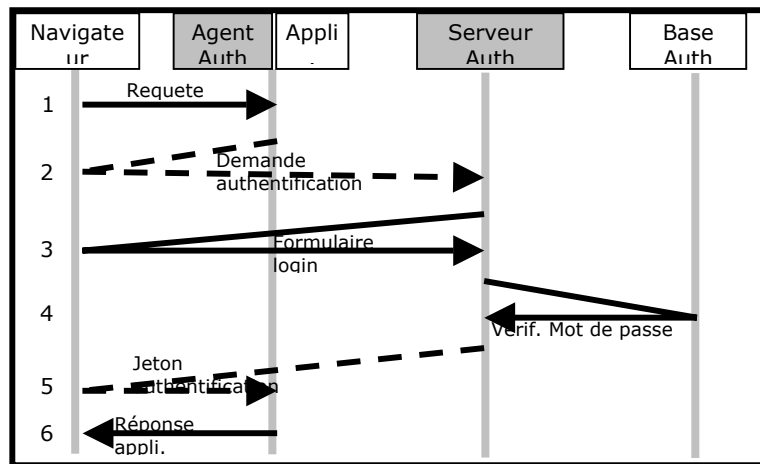 Navigate
ur
Agent
Auth
Appli
.
Serveur
Auth
Base
Auth
1
Requete
2
Demande
authentification
3
Formulaire
login
4
Vérif. Mot de passe
5
Jeton
authentification
6
Réponse
appli.